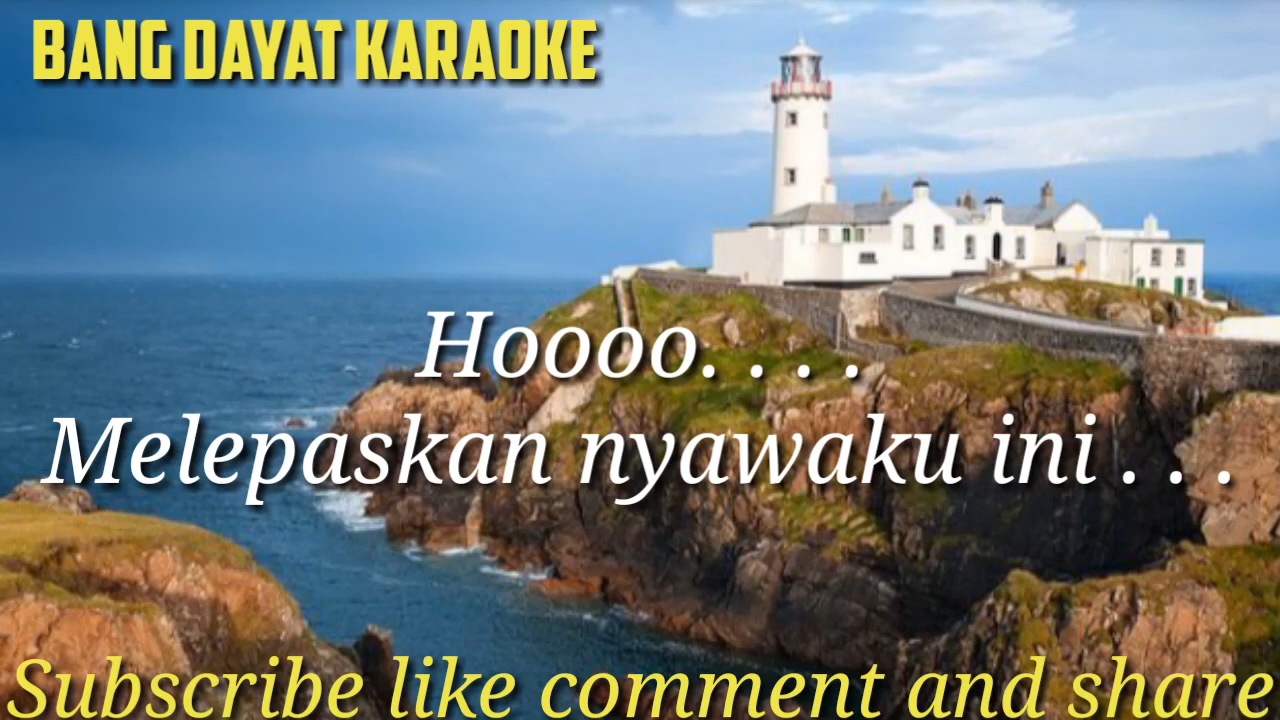 BANG DAYAT KARAOKE
Hoooo. . . .
Melepaskan nyawaku ini . . .
Subscribe like comment and share